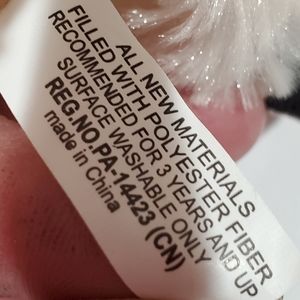 ALL NEW MATERIALS
FILLED WITH POLYESTER FIBER
RECOMMENDED FOR 3 YEARS AND UP
SURFACE WASHABLE ONLY
REG.NO.PA-14423 (CN)
made in China